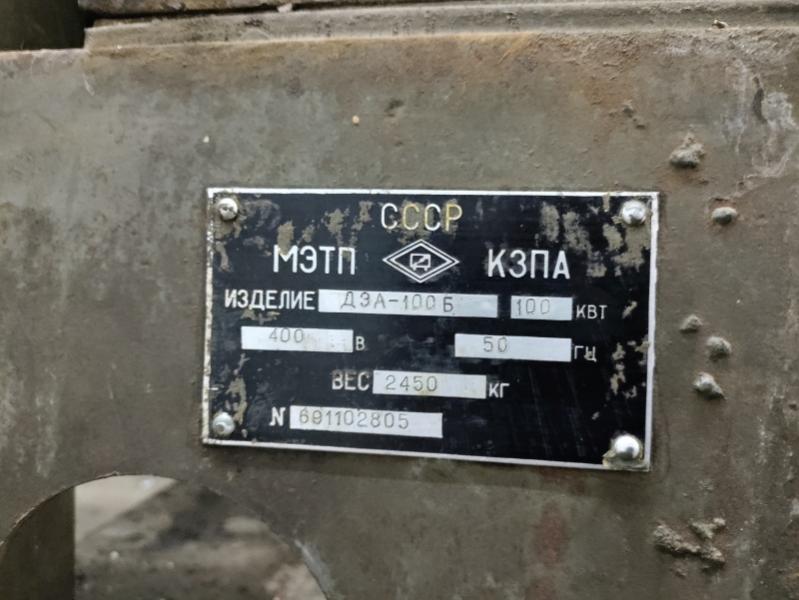 СССР
МЭТП КЗПА
ИЗДЕЛИЕ ДЭА-100Б 100 КВТ
400 В 50 ГЦ
ВЕС 2450 КГ
N 691102805